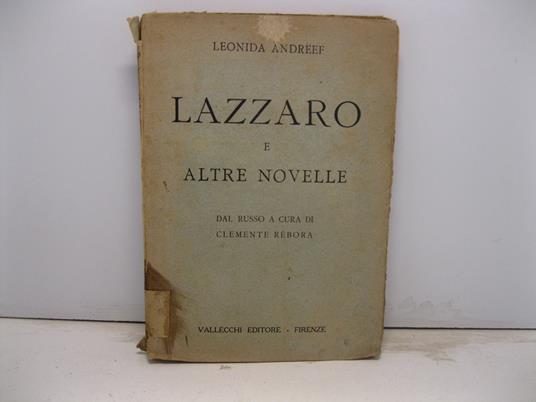 LEONIDA ANDREEF
LAZZARO
E
ALTRE NOVELLE
DAL RUSSO A CURA DI
CLEMENTE RÈBORA
VALLECCHI EDITORE - FIRENZE